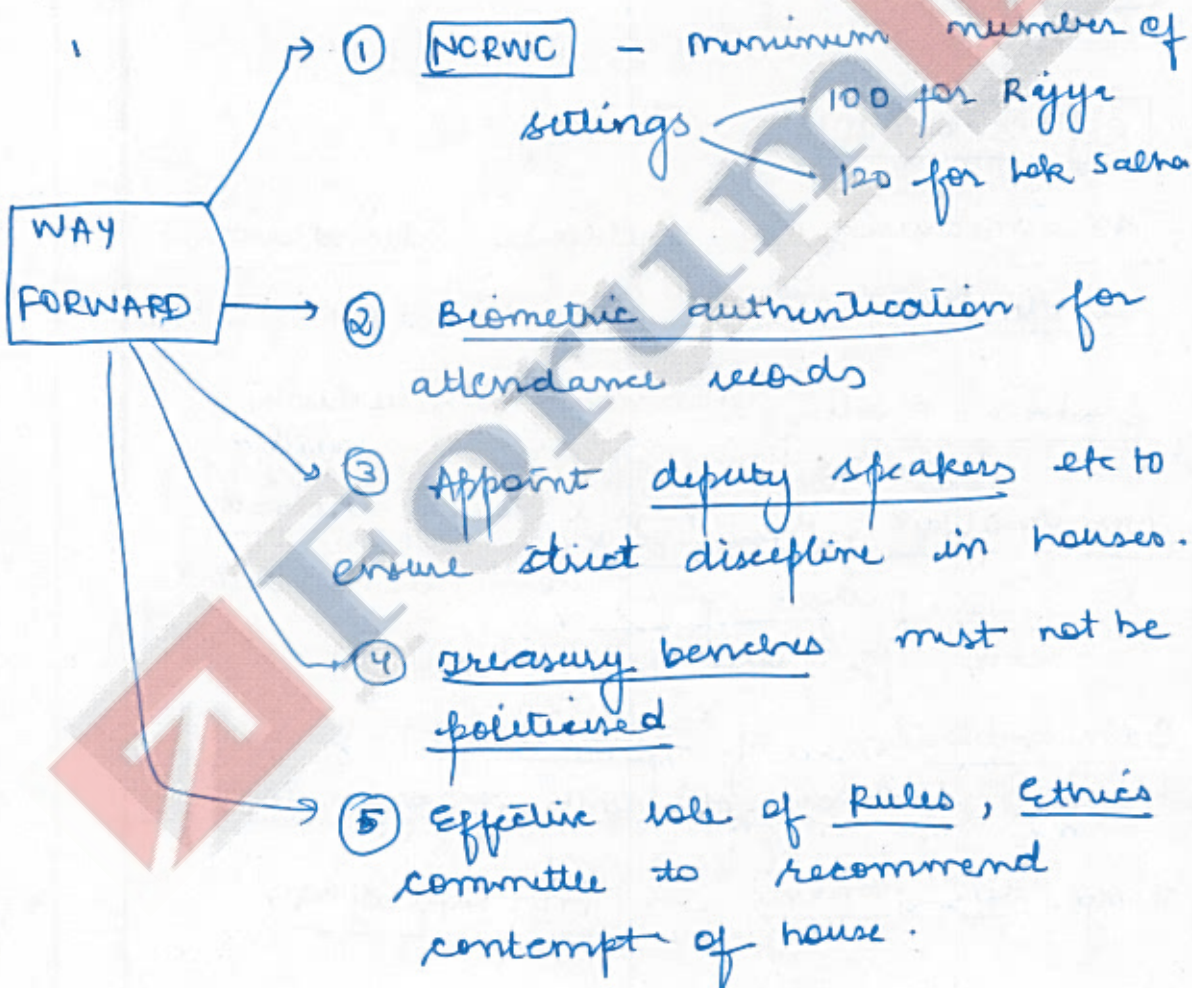 ① NCRWC – minimum number of
sittings
100 for Rajya
120 for Lok Sabha
WAY
FORWARD
② Biometric authentication for
attendance records
③ Appoint deputy speakers etc to
ensure strict discipline in houses.
④ Treasury benches must not be
politicised
⑤ Effective role of Rules, Ethics
committee to recommend
contempt of house.
Forum